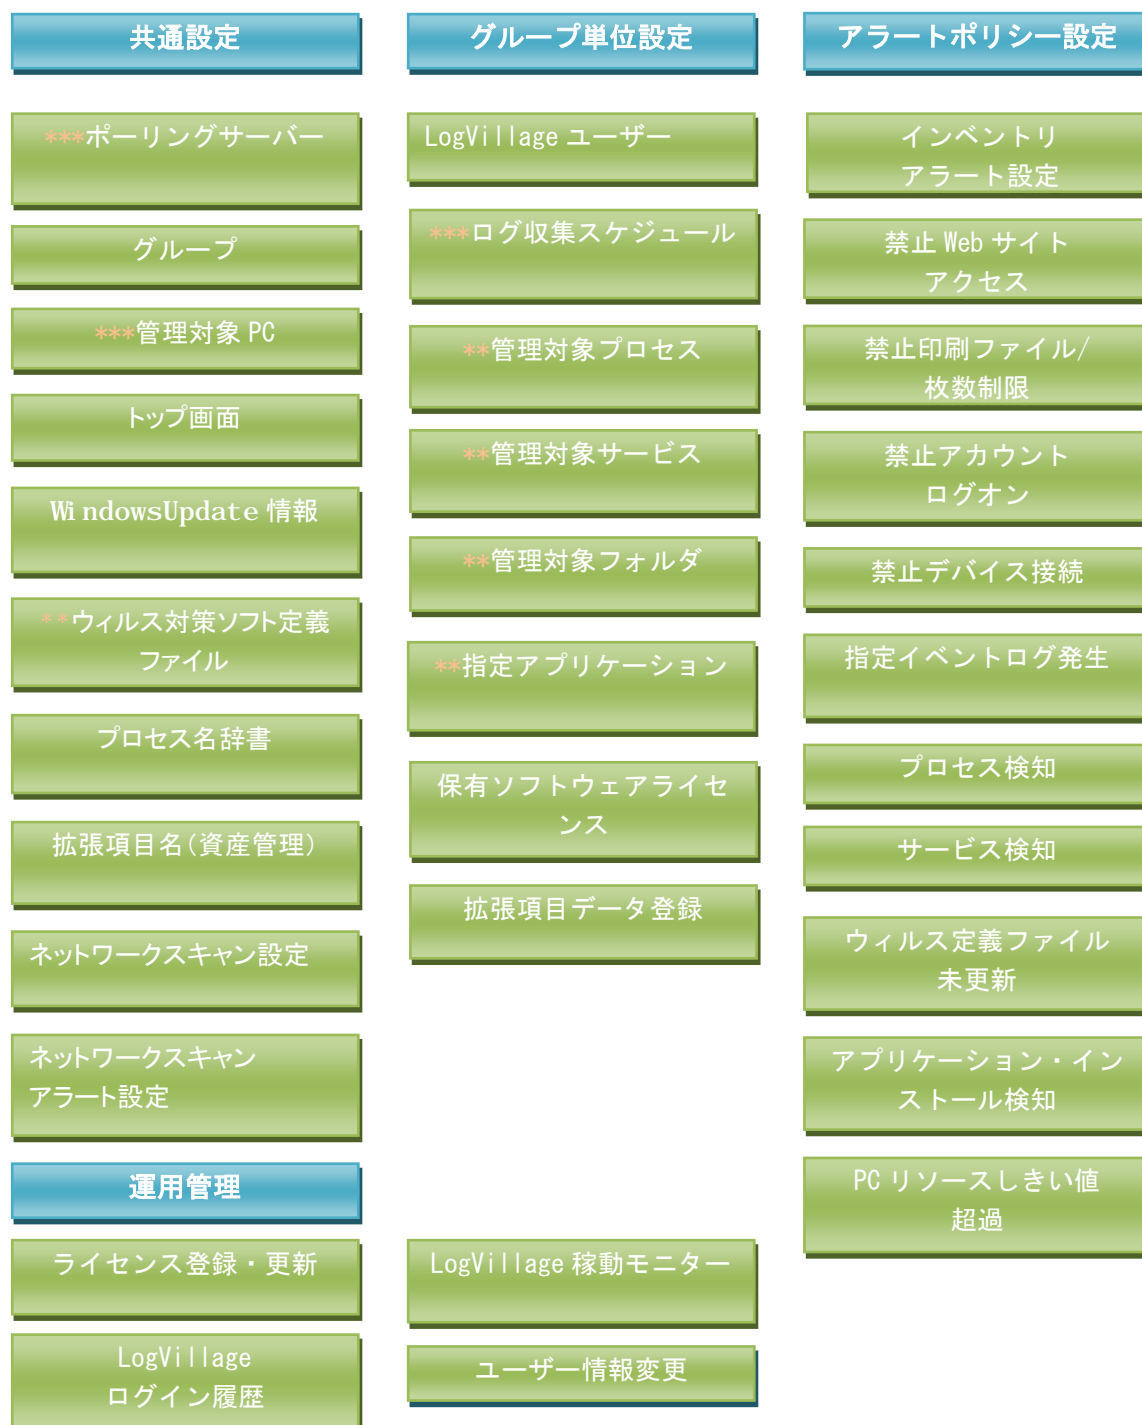 共通設定
***ポーリングサーバー
グループ
***管理対象 PC
トップ画面
WindowsUpdate 情報
**ウィルス対策ソフト定義
ファイル
プロセス名辞書
拡張項目名(資産管理)
ネットワークスキャン設定
ネットワークスキャン
アラート設定
グループ単位設定
LogVillage ユーザー
***ログ収集スケジュール
**管理対象プロセス
**管理対象サービス
**管理対象フォルダ
**指定アプリケーション
保有ソフトウェアライセ
ンス
拡張項目データ登録
アラートポリシー設定
インベントリ
アラート設定
禁止 Web サイト
アクセス
禁止印刷ファイル/
枚数制限
禁止アカウント
ログオン
禁止デバイス接続
指定イベントログ発生
プロセス検知
サービス検知
ウィルス定義ファイル
未更新
アプリケーション・イン
ストール検知
PC リソースしきい値
超過
運用管理
ライセンス登録・更新
LogVillage
ログイン履歴
LogVillage 稼動モニター
ユーザー情報変更